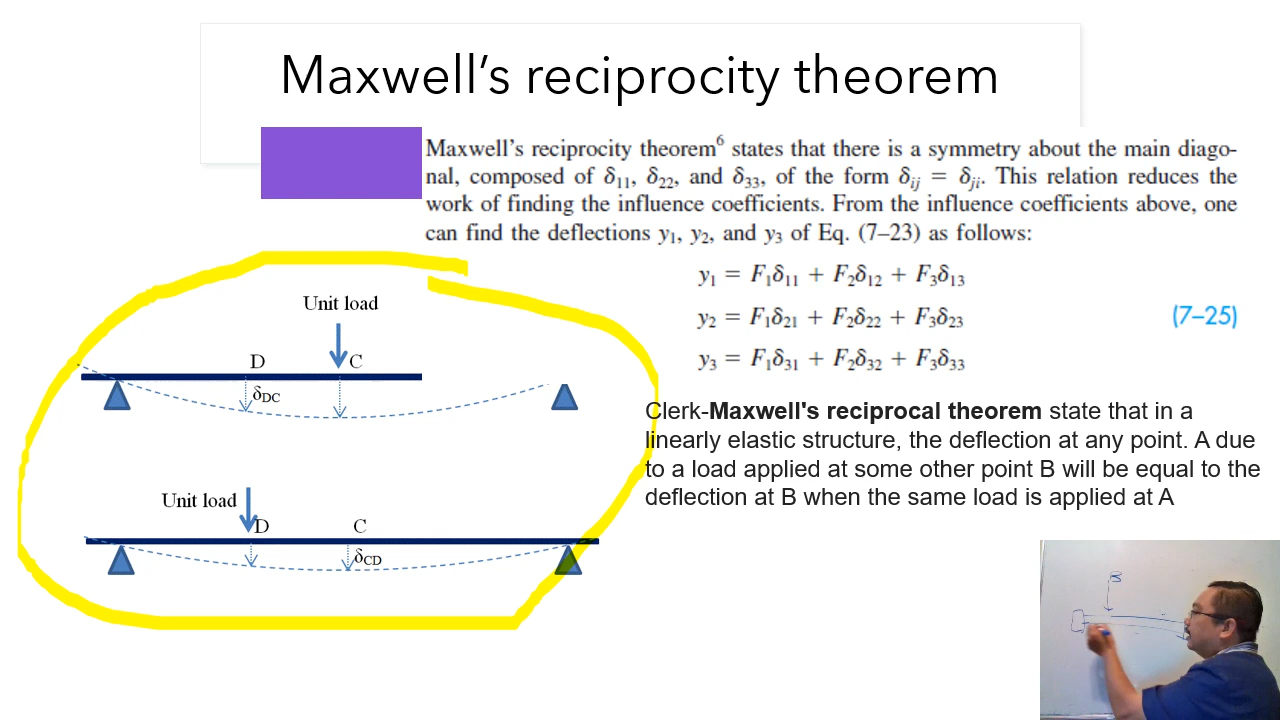 Maxwell's reciprocity theorem
Maxwell's reciprocity theorem⁶ states that there is a symmetry about the main diago-
nal, composed of δ₁₁, δ₂₂, and δ₃₃, of the form δᵢⱼ = δⱼᵢ. This relation reduces the
work of finding the influence coefficients. From the influence coefficients above, one
can find the deflections y₁, y₂, and y₃ of Eq. (7–23) as follows:
y₁ = F₁δ₁₁ + F₂δ₁₂ + F₃δ₁₃
y₂ = F₁δ₂₁ + F₂δ₂₂ + F₃δ₂₃
(7–25)
y₃ = F₁δ₃₁ + F₂δ₃₂ + F₃δ₃₃
Unit load
D
C
δDC
Unit load
D
C
δCD
Clerk-Maxwell's reciprocal theorem state that in a
linearly elastic structure, the deflection at any point. A due
to a load applied at some other point B will be equal to the
deflection at B when the same load is applied at A
B